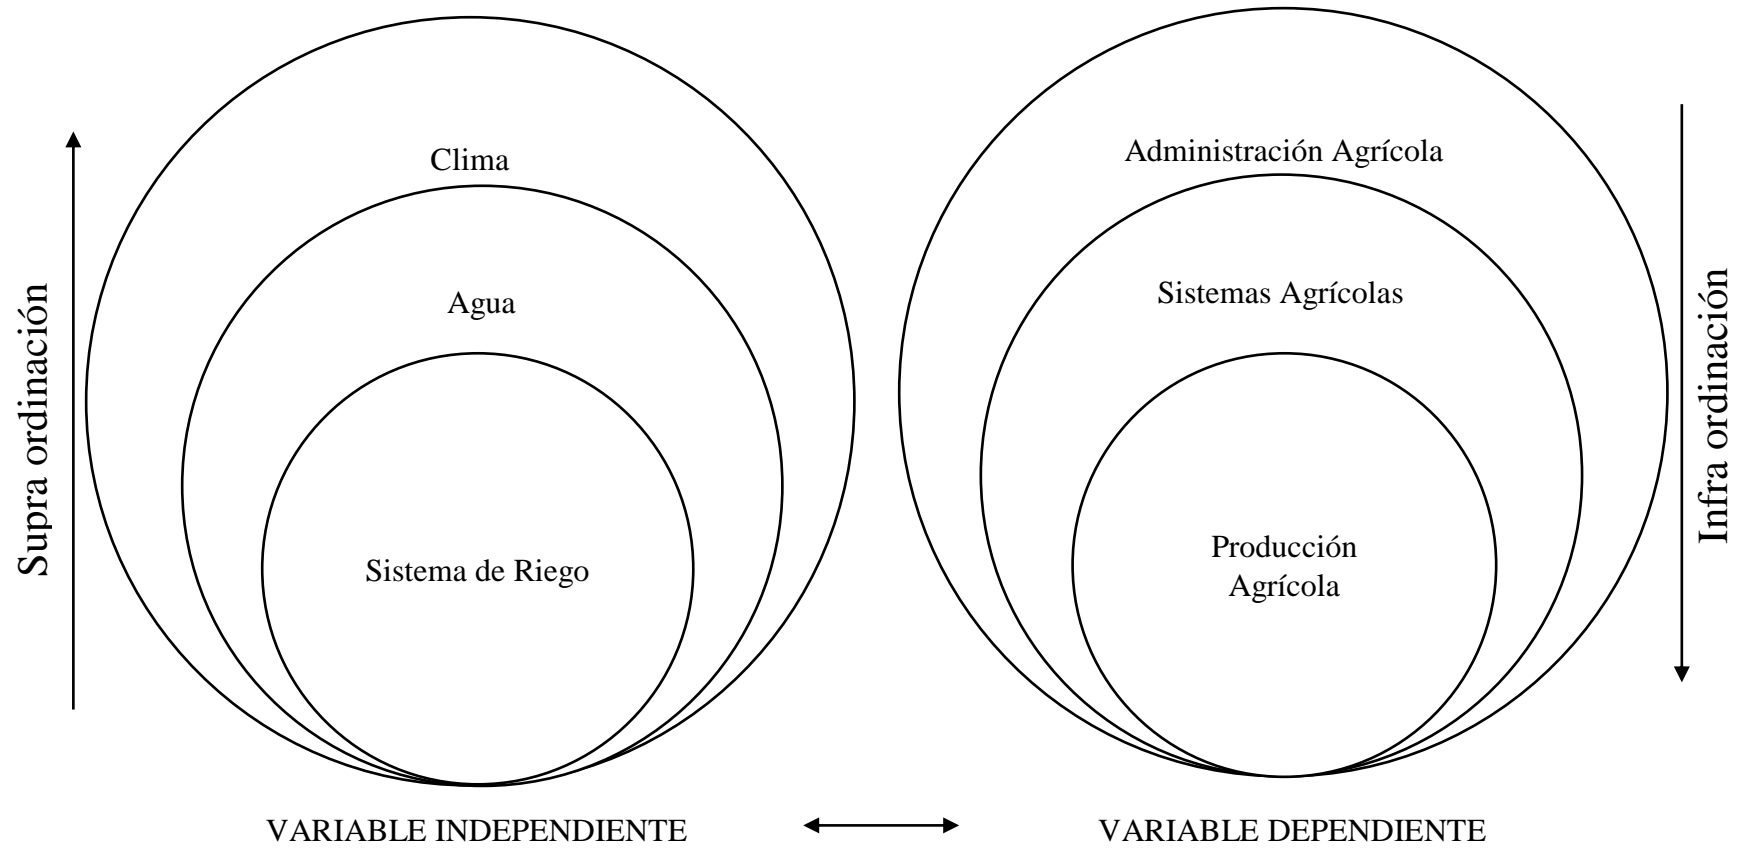 Supra ordinación
Clima
Agua
Sistema de Riego
VARIABLE INDEPENDIENTE
Administración Agrícola
Sistemas Agrícolas
Producción
Agrícola
VARIABLE DEPENDIENTE
Infra ordinación